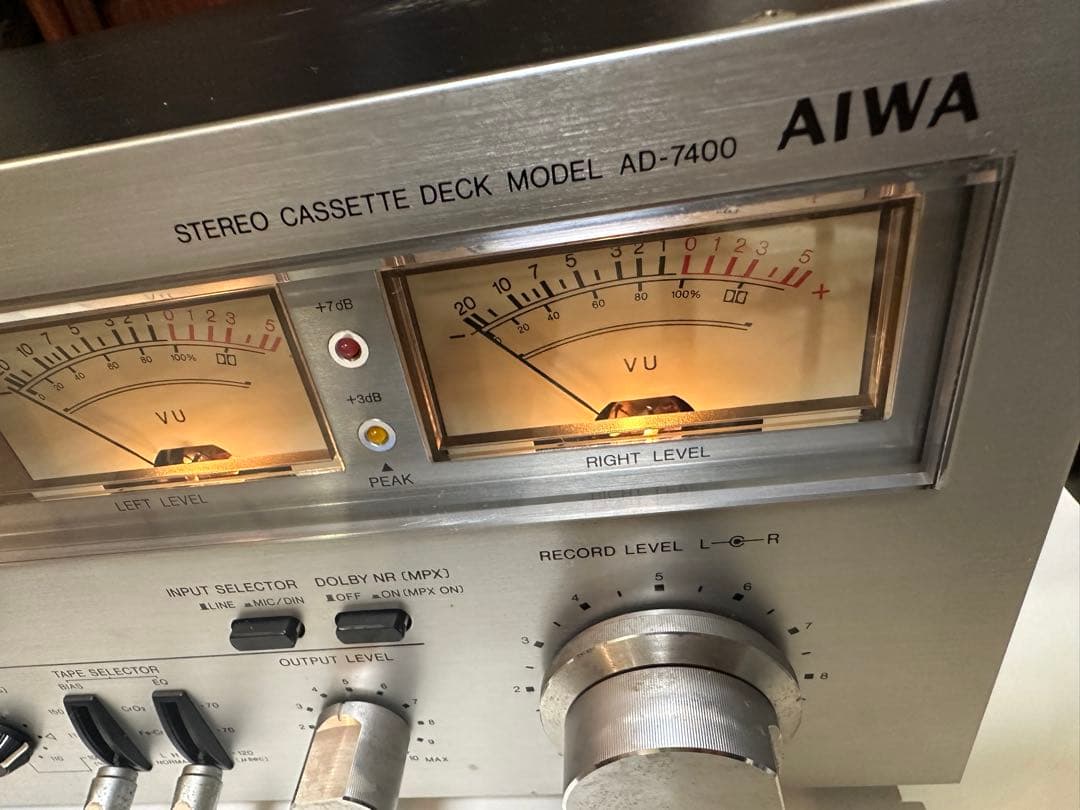 AIWA
STEREO CASSETTE DECK MODEL AD-7400
20 10 7 5 3 2 1 0 1 2 3 5
- +
0 20 40 60 80 100%
VU
RIGHT LEVEL
+7dB
+3dB
▲
PEAK
10 7 5 3 2 1 0 1 2 3 5
0 20 40 60 80 100%
VU
LEFT LEVEL
INPUT SELECTOR
LINE MIC/DIN
DOLBY NR (MPX)
OFF ON (MPX ON)
RECORD LEVEL L R
2 3 4 5 6 7 8
TAPE SELECTOR
BIAS EQ
150
CrO2
70
Fe-Cr
70
110
L H
NORMAL
120
OUTPUT LEVEL
2 3 4 5 6 7 8 9 10 MAX